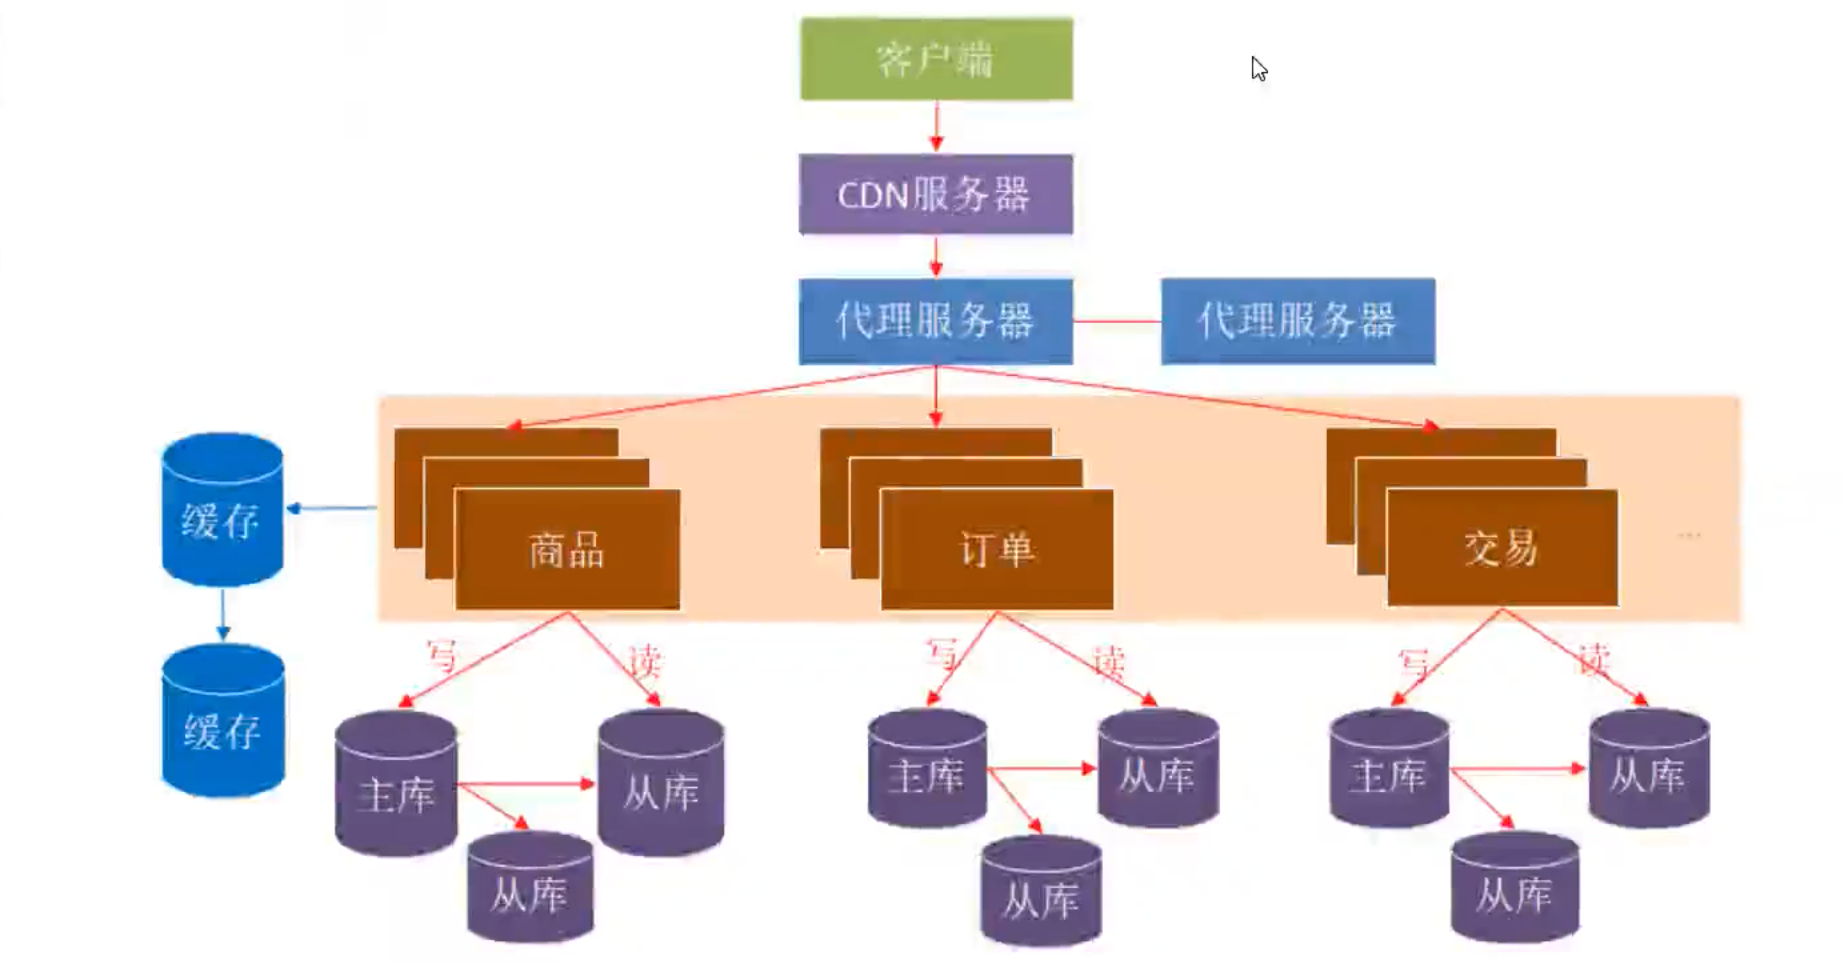 客户端
CDN服务器
代理服务器
代理服务器
缓存
商品
订单
交易
...
写
读
写
读
写
读
缓存
主库
从库
主库
从库
主库
从库
从库
从库
从库